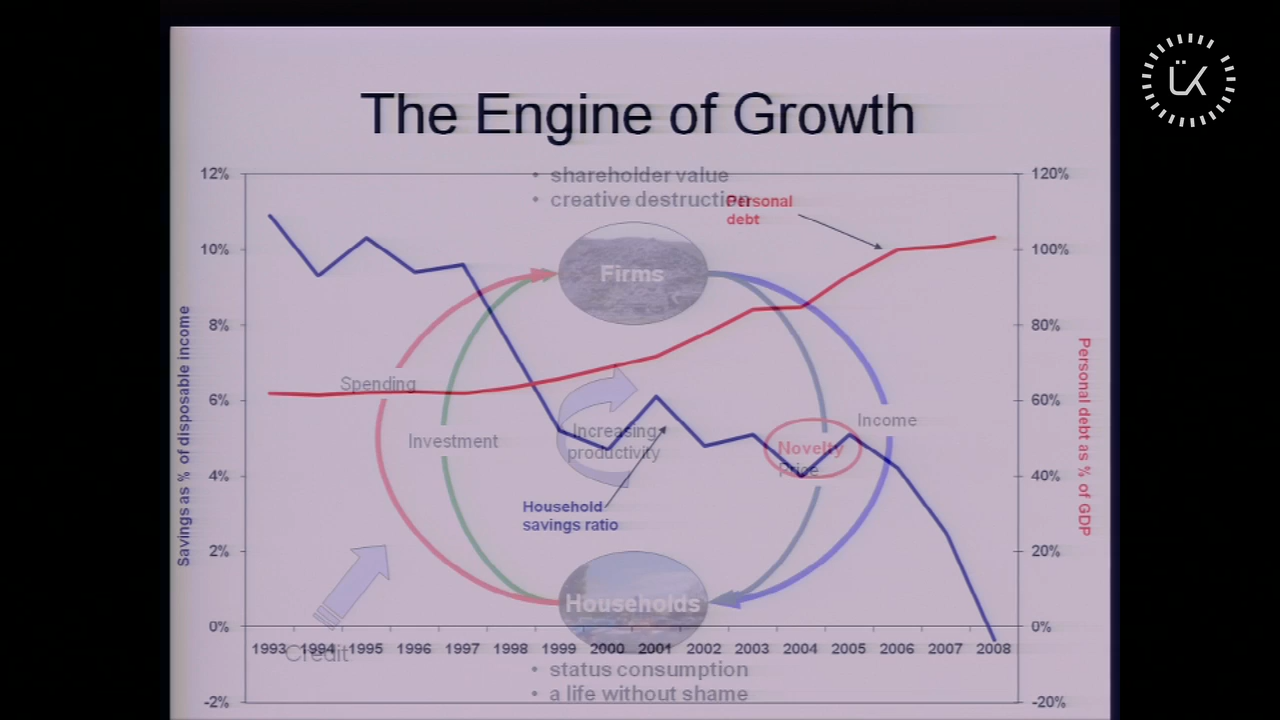 The Engine of Growth
• shareholder value
• creative destruction
Personal
debt
12%
10%
8%
6%
4%
2%
0%
-2%
120%
100%
80%
60%
40%
20%
0%
-20%
Savings as % of disposable income
Personal debt as % of GDP
Firms
Spending
Investment
Increasing
productivity
Income
Novelty
Price
Household
savings ratio
Households
Credit
1993 1994 1995 1996 1997 1998 1999 2000 2001 2002 2003 2004 2005 2006 2007 2008
• status consumption
• a life without shame